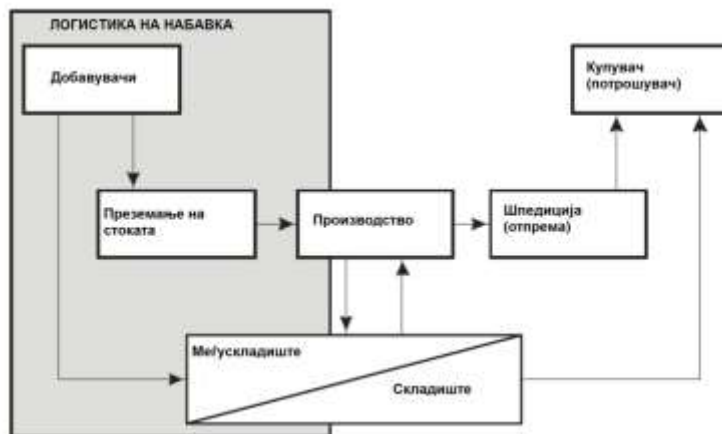 ЛОГИСТИКА НА НАБАВКА
Добавувачи
Купувач
(потрошувач)
Преземање на
стоката
Производство
Шпедиција
(отпрема)
Меѓускладиште
Складиште